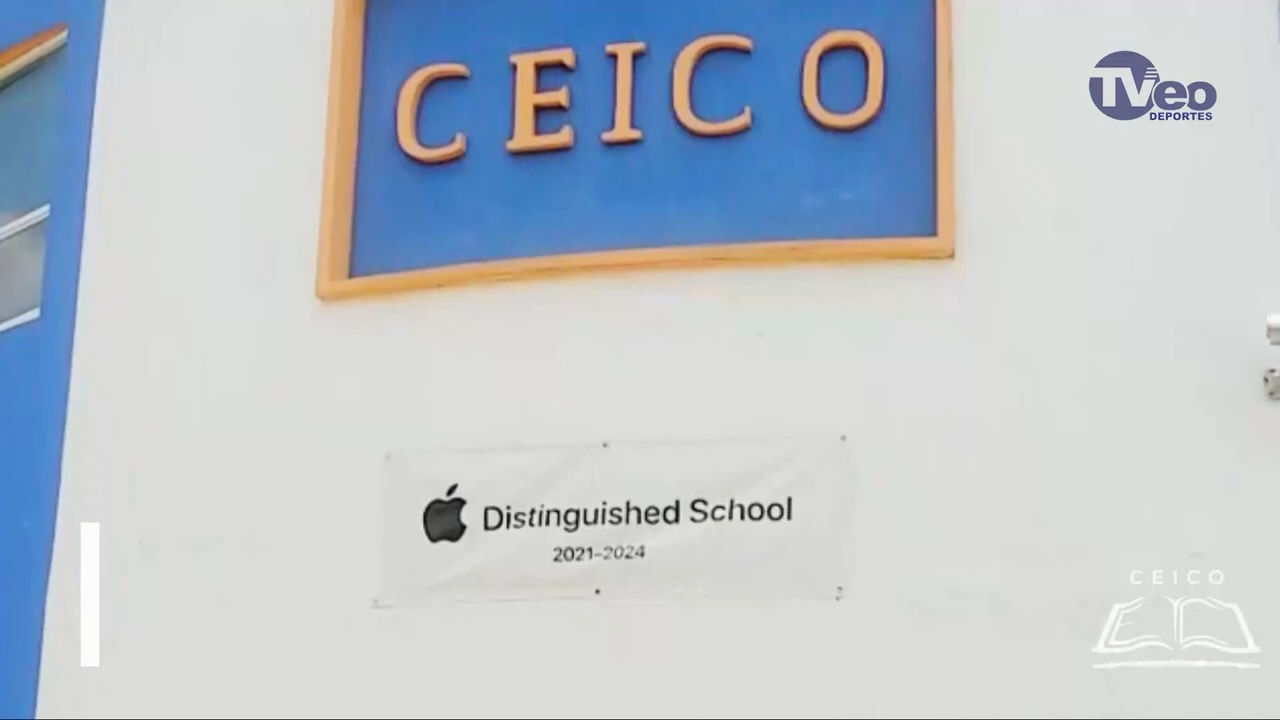 CEICO
TVeo
DEPORTES
Distinguished School
2021-2024
CEICO